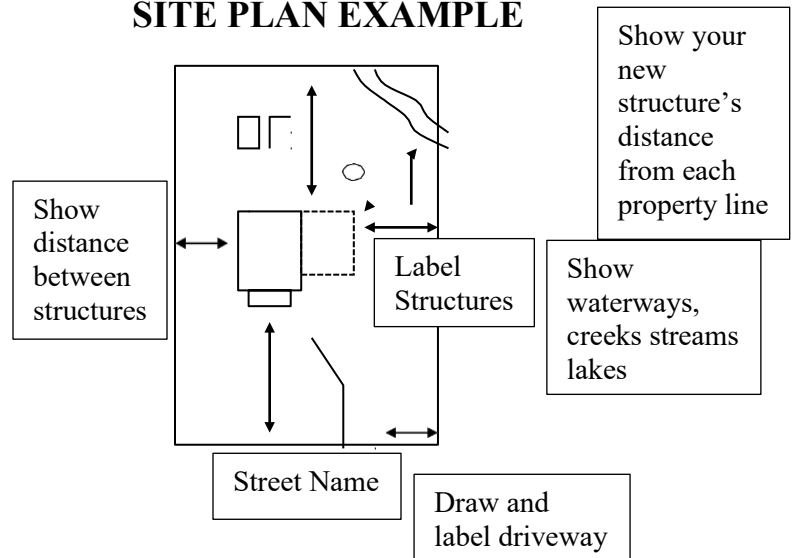 SITE PLAN EXAMPLE
Show your
new
structure’s
distance
from each
property line
Show
distance
between
structures
Label
Structures
Show
waterways,
creeks streams
lakes
Street Name
Draw and
label driveway